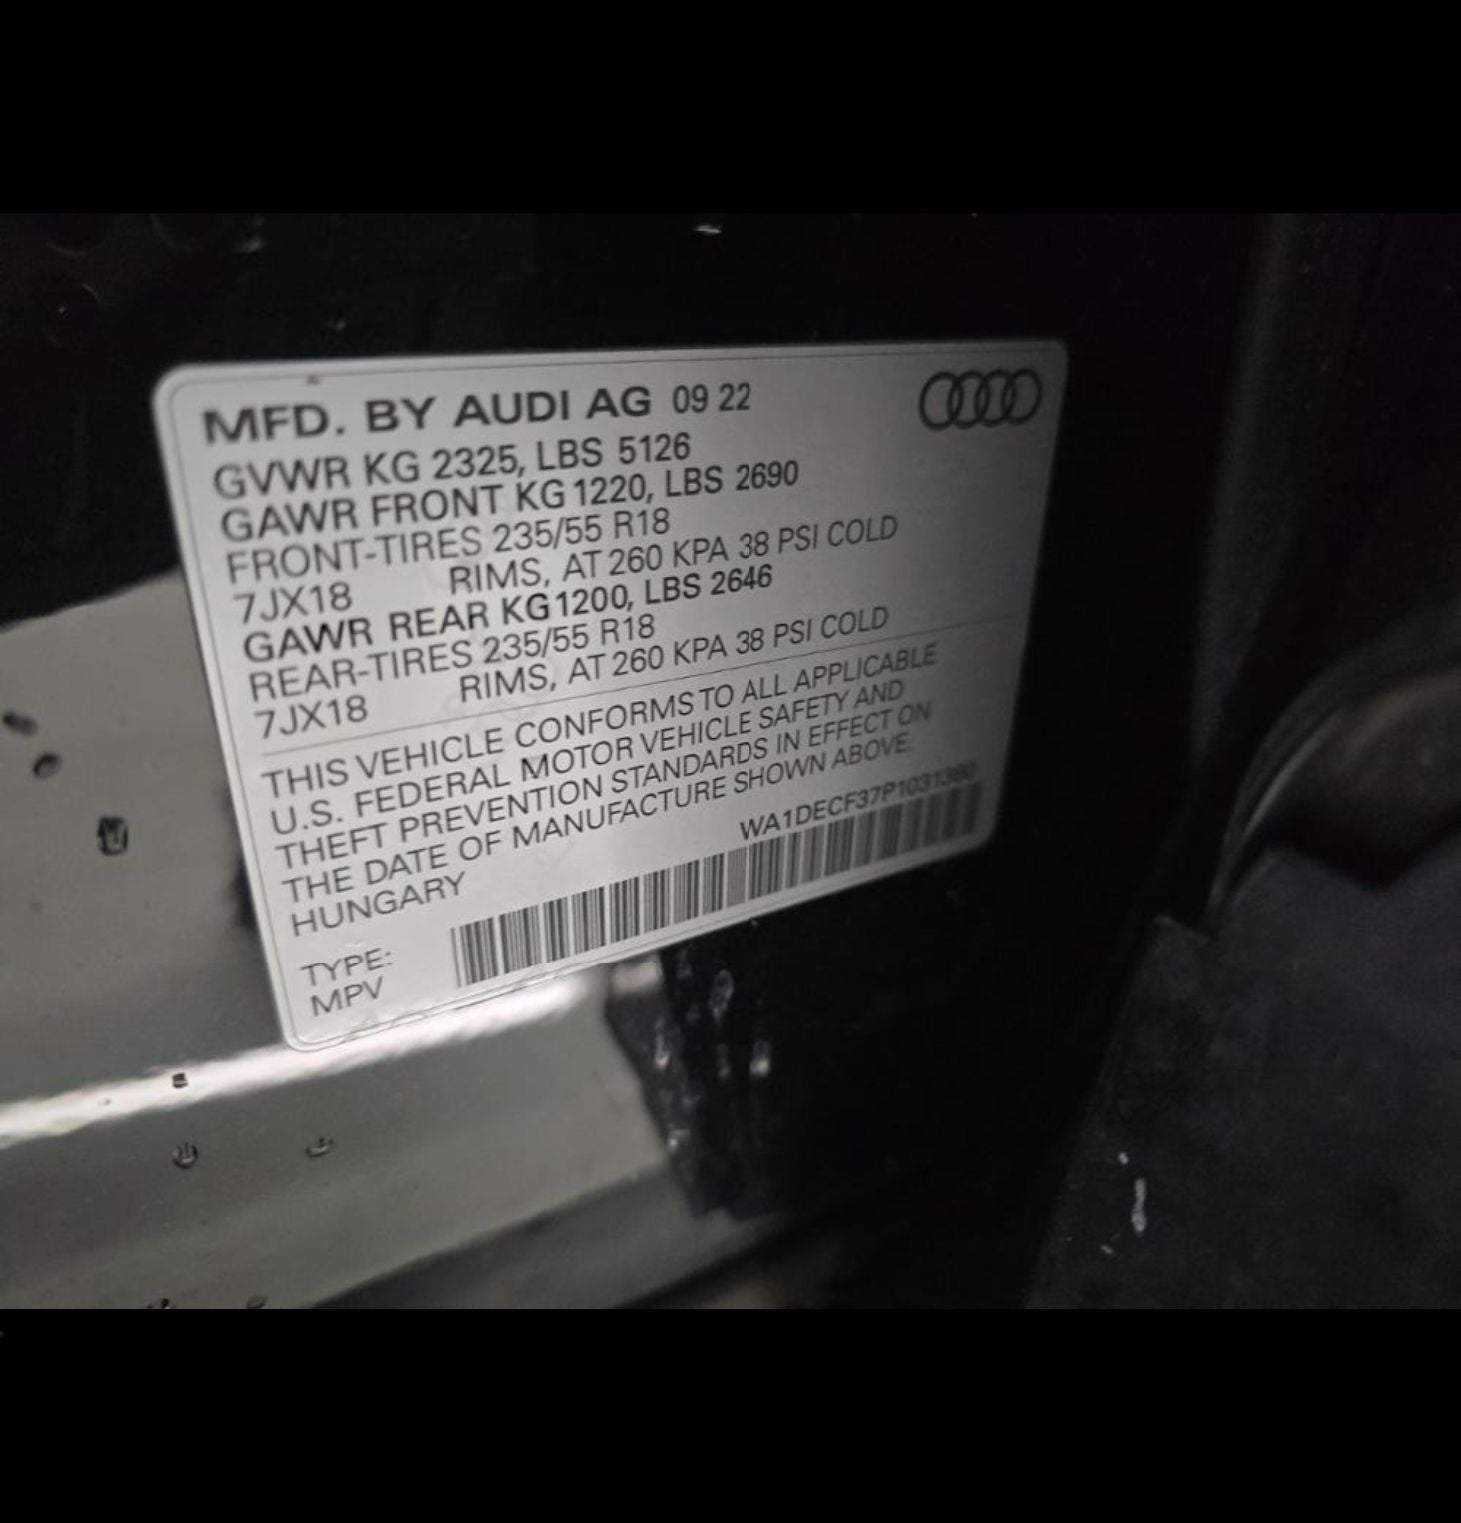 MFD. BY AUDI AG 09 22
GVWR KG 2325, LBS 5126
GAWR FRONT KG 1220, LBS 2690
FRONT-TIRES 235/55 R18
7JX18 RIMS, AT 260 KPA 38 PSI COLD
GAWR REAR KG 1200, LBS 2646
REAR-TIRES 235/55 R18
7JX18 RIMS, AT 260 KPA 38 PSI COLD
THIS VEHICLE CONFORMS TO ALL APPLICABLE
U.S. FEDERAL MOTOR VEHICLE SAFETY AND
THEFT PREVENTION STANDARDS IN EFFECT ON
THE DATE OF MANUFACTURE SHOWN ABOVE.
HUNGARY
TYPE:
MPV